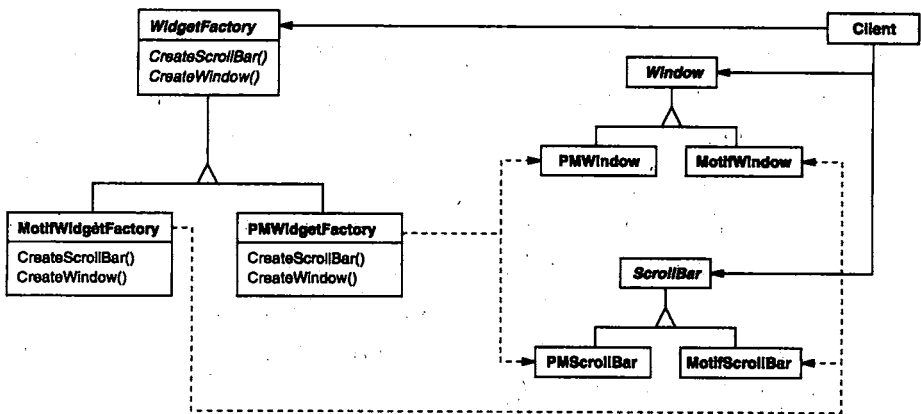 WidgetFactory
CreateScrollBar()
CreateWindow()
Client
Window
PMWindow
MotifWindow
MotifWidgetFactory
CreateScrollBar()
CreateWindow()
PMWidgetFactory
CreateScrollBar()
CreateWindow()
ScrollBar
PMScrollBar
MotifScrollBar